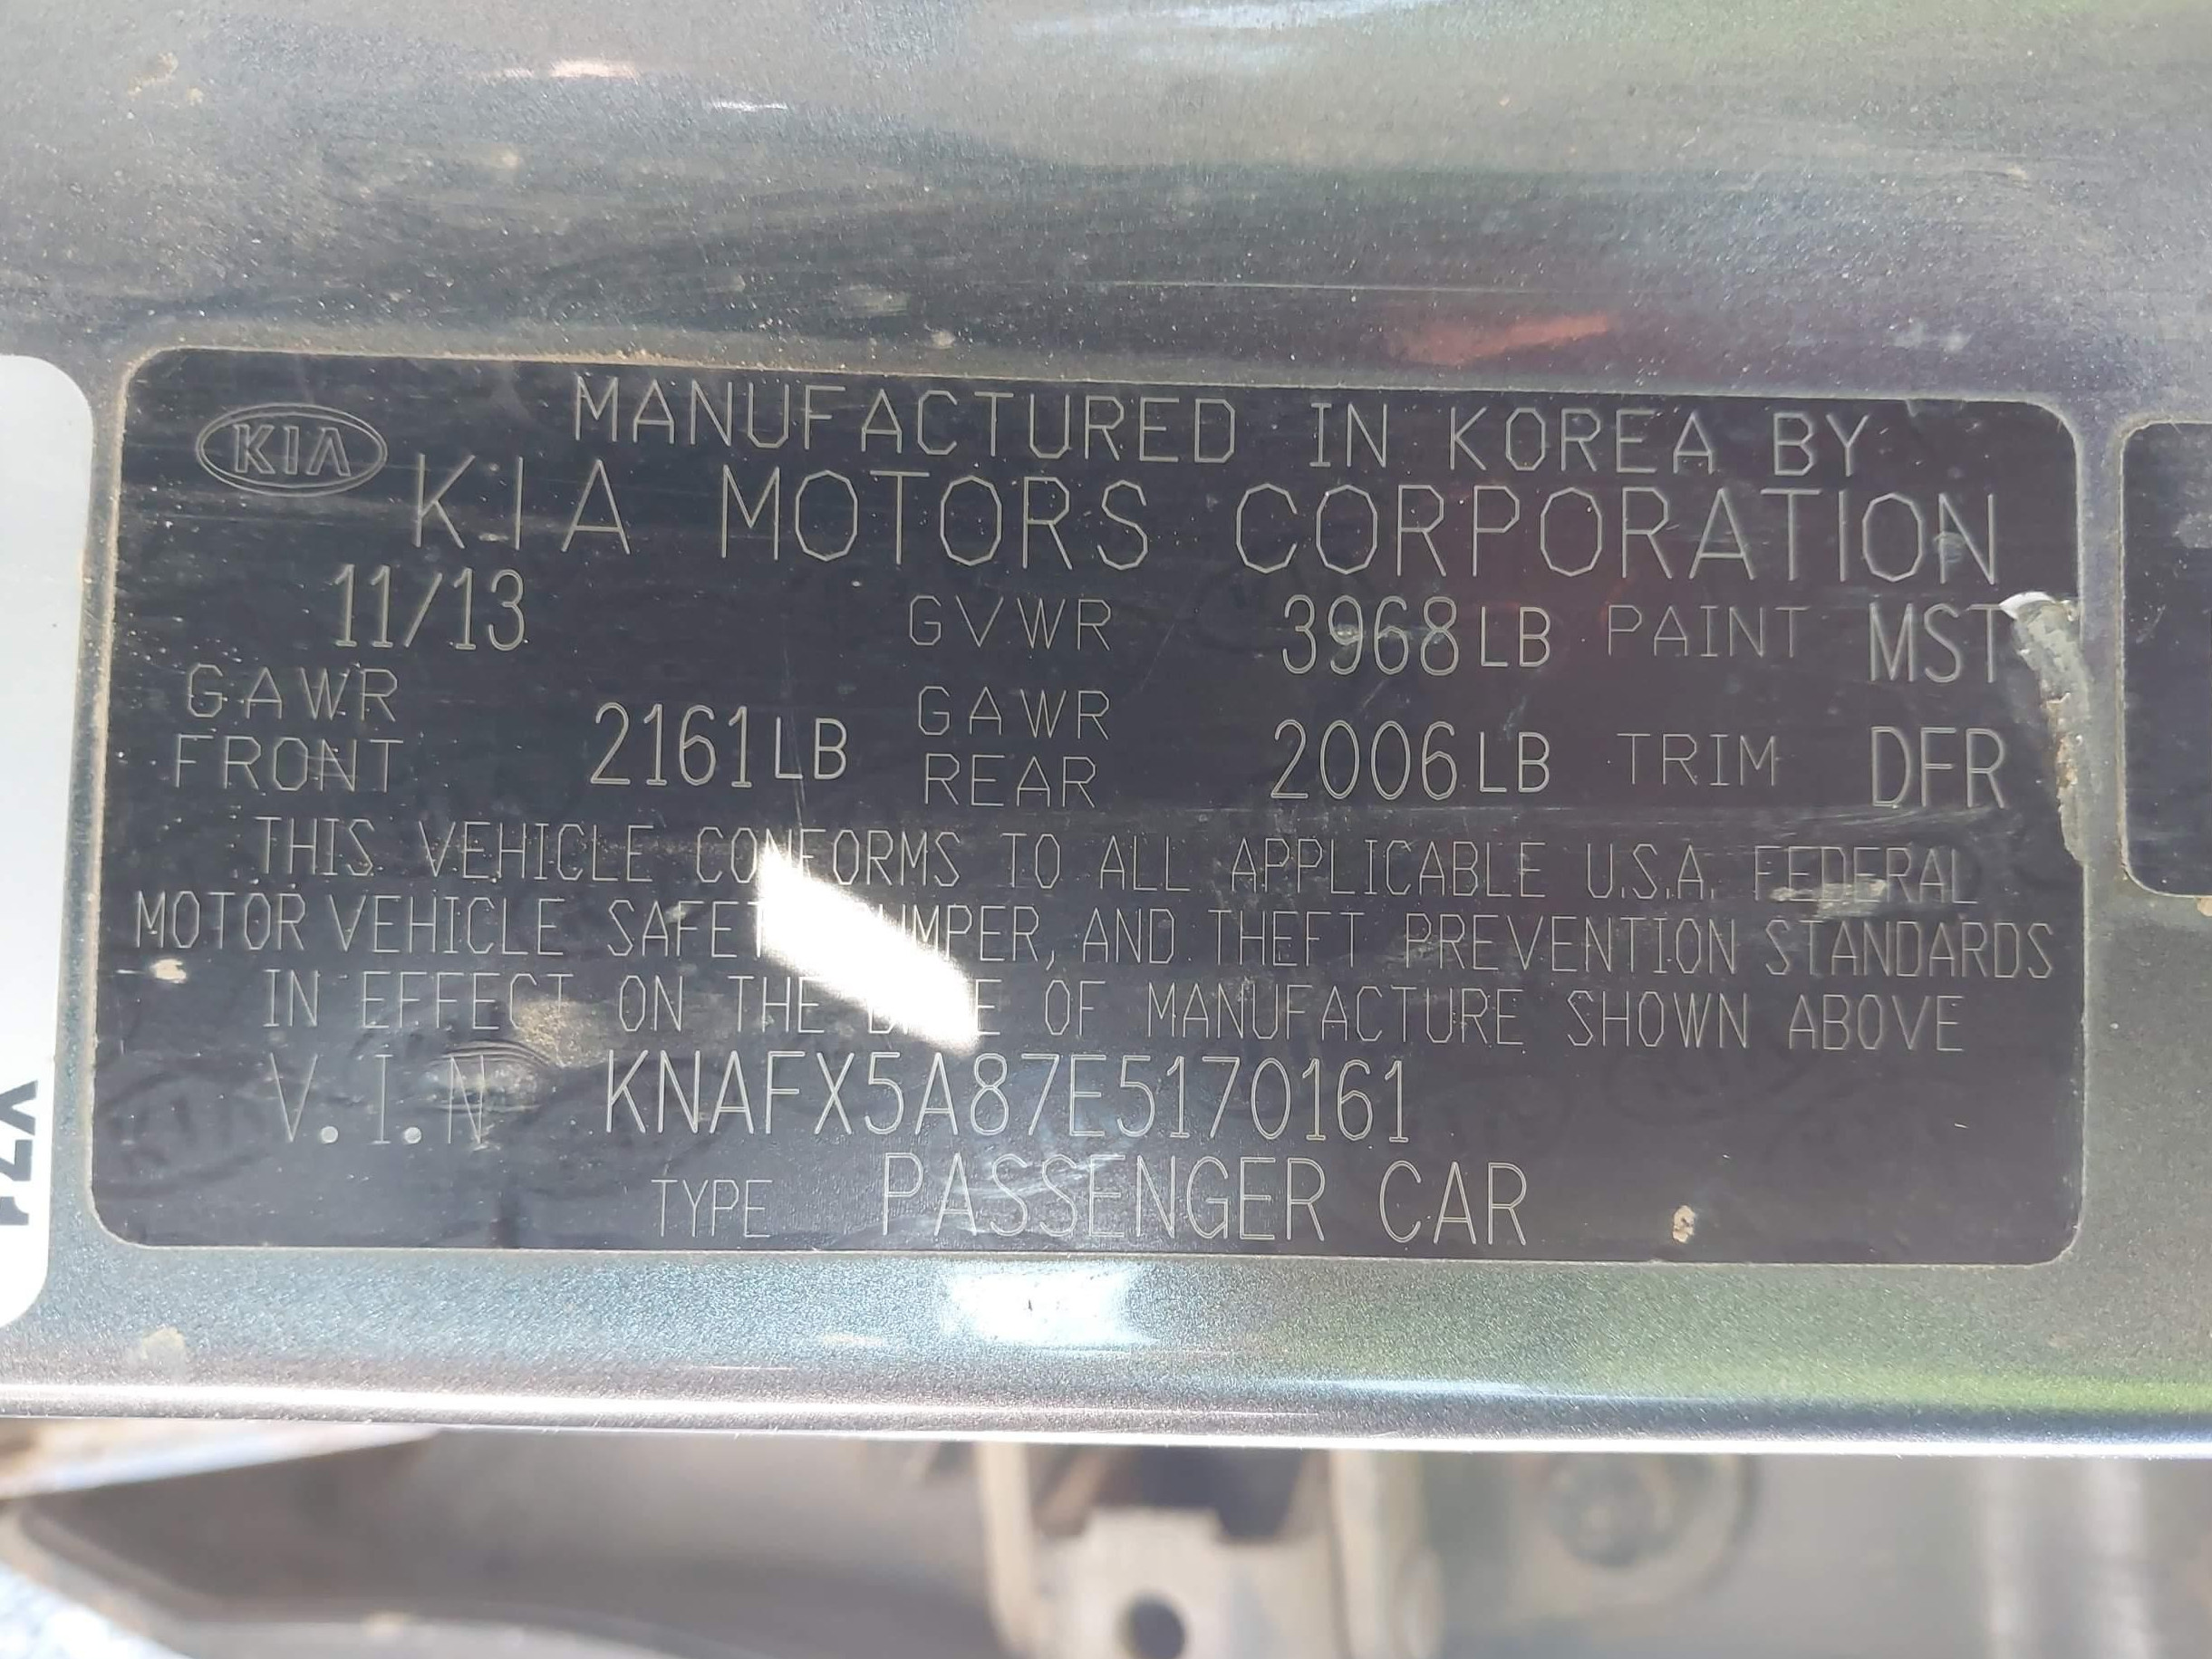 KIA
MANUFACTURED IN KOREA BY
KIA MOTORS CORPORATION
11/13 GVWR 3968LB PAINT MST
GAWR FRONT 2161LB GAWR REAR 2006LB TRIM DFR
THIS VEHICLE CONFORMS TO ALL APPLICABLE U.S.A. FEDERAL
MOTOR VEHICLE BUMPER, AND THEFT PREVENTION STANDARDS
IN EFFECT ON THE DATE OF MANUFACTURE SHOWN ABOVE
V.I.N KNAFX5A87E5170161
TYPE PASSENGER CAR